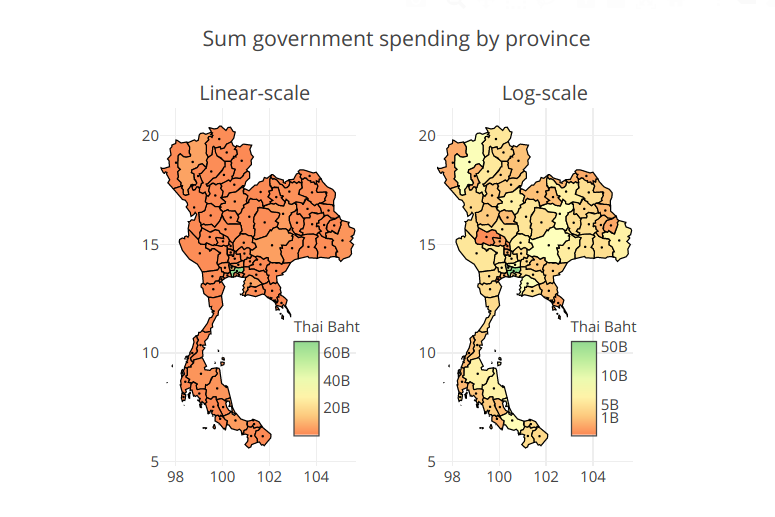 Sum government spending by province
Linear-scale
Log-scale
20
15
10
5
98 100 102 104
Thai Baht
60B
40B
20B
20
15
10
5
98 100 102 104
Thai Baht
50B
10B
5B
1B